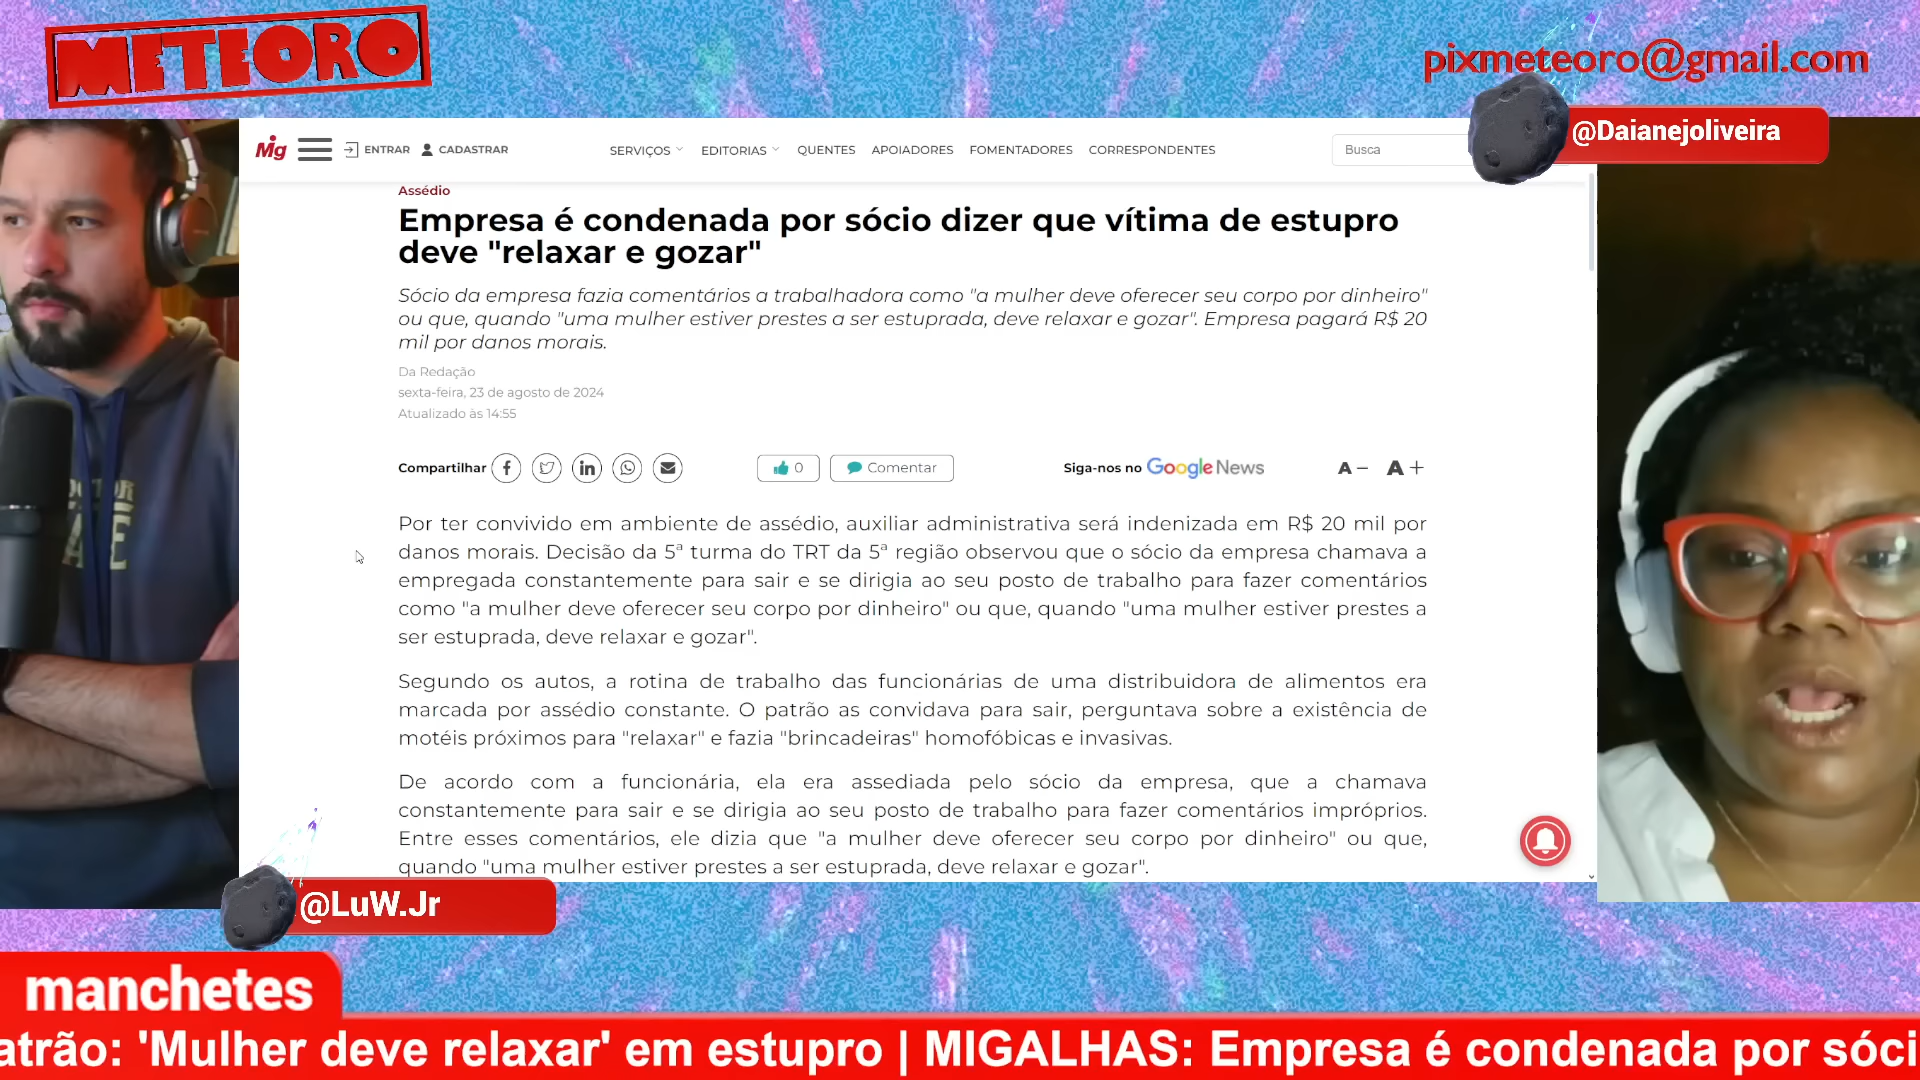 METEORO
pixmeteoro@gmail.com
@Daianejoliveira
Mig
ENTRAR
CADASTRAR
SERVIÇOS
EDITORIAS
QUENTES
APOIADORES
FOMENTADORES
CORRESPONDENTES
Busca
Assédio
Empresa é condenada por sócio dizer que vítima de estupro
deve "relaxar e gozar"
Sócio da empresa fazia comentários a trabalhadora como "a mulher deve oferecer seu corpo por dinheiro"
ou que, quando "uma mulher estiver prestes a ser estuprada, deve relaxar e gozar". Empresa pagará R$ 20
mil por danos morais.
Da Redação
sexta-feira, 23 de agosto de 2024
Atualizado às 14:55
Compartilhar
0
Comentar
Siga-nos no Google News
A− A+
Por ter convivido em ambiente de assédio, auxiliar administrativa será indenizada em R$ 20 mil por
danos morais. Decisão da 5ª turma do TRT da 5ª região observou que o sócio da empresa chamava a
empregada constantemente para sair e se dirigia ao seu posto de trabalho para fazer comentários
como "a mulher deve oferecer seu corpo por dinheiro" ou que, quando "uma mulher estiver prestes a
ser estuprada, deve relaxar e gozar".
Segundo os autos, a rotina de trabalho das funcionárias de uma distribuidora de alimentos era
marcada por assédio constante. O patrão as convidava para sair, perguntava sobre a existência de
motéis próximos para "relaxar" e fazia "brincadeiras" homofóbicas e invasivas.
De acordo com a funcionária, ela era assediada pelo sócio da empresa, que a chamava
constantemente para sair e se dirigia ao seu posto de trabalho para fazer comentários impróprios.
Entre esses comentários, ele dizia que "a mulher deve oferecer seu corpo por dinheiro" ou que,
quando "uma mulher estiver prestes a ser estuprada, deve relaxar e gozar".
@LuW.Jr
manchetes
atrão: 'Mulher deve relaxar' em estupro | MIGALHAS: Empresa é condenada por sóci